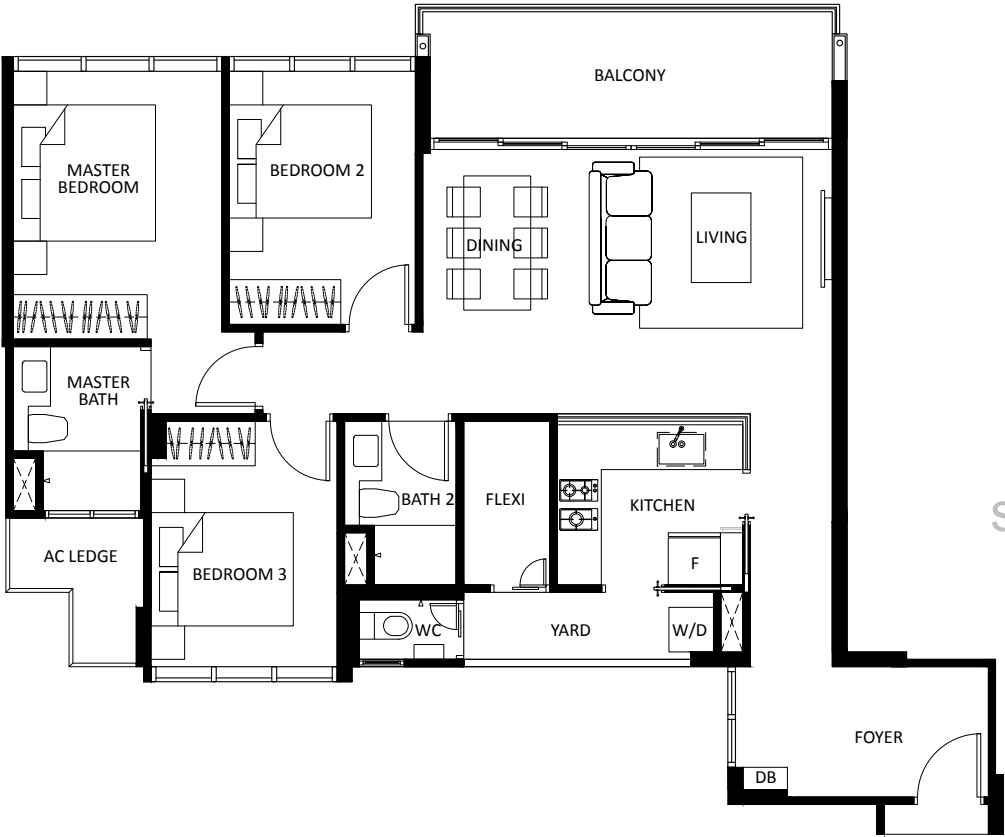 BALCONY
MASTER
BEDROOM
BEDROOM 2
DINING
LIVING
MASTER
BATH
BATH 2
FLEXI
KITCHEN
AC LEDGE
BEDROOM 3
F
WC
YARD
W/D
FOYER
DB
S